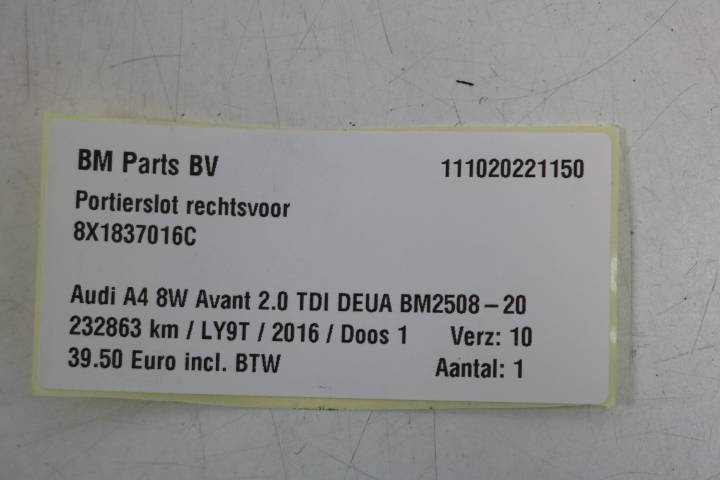 BM Parts BV 111020221150
Portierslot rechtsvoor
8X1837016C
Audi A4 8W Avant 2.0 TDI DEUA BM2508-20
232863 km / LY9T / 2016 / Doos 1 Verz: 10
39.50 Euro incl. BTW Aantal: 1